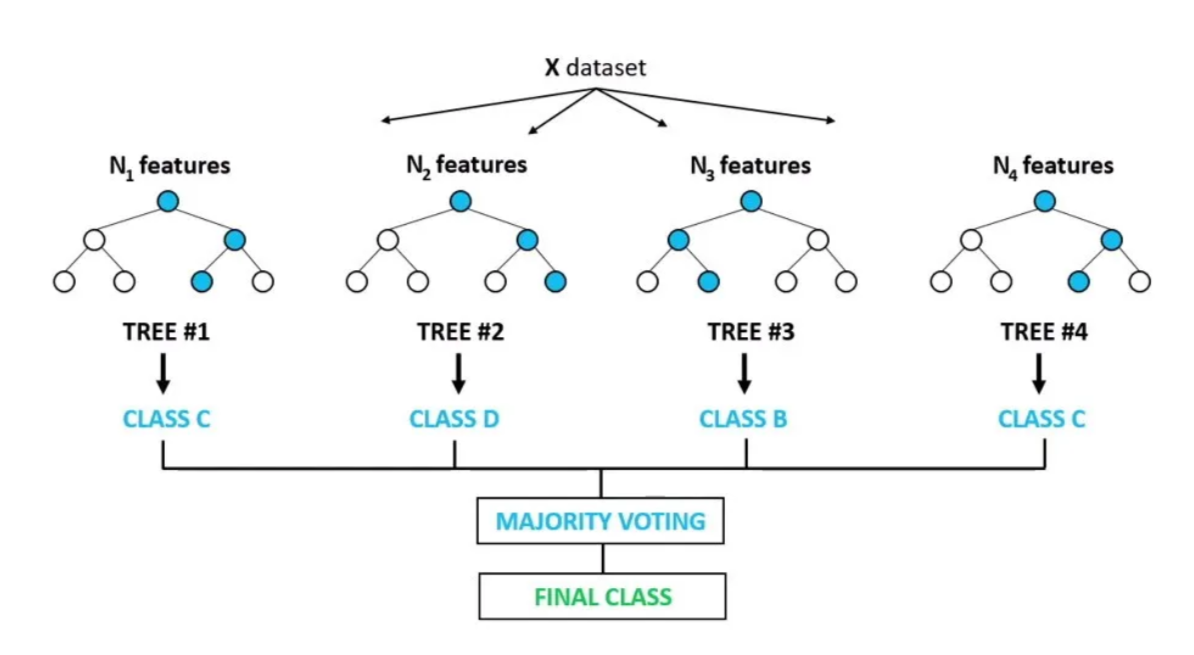 X dataset
N₁ features
N₂ features
N₃ features
N₄ features
TREE #1
TREE #2
TREE #3
TREE #4
CLASS C
CLASS D
CLASS B
CLASS C
MAJORITY VOTING
FINAL CLASS